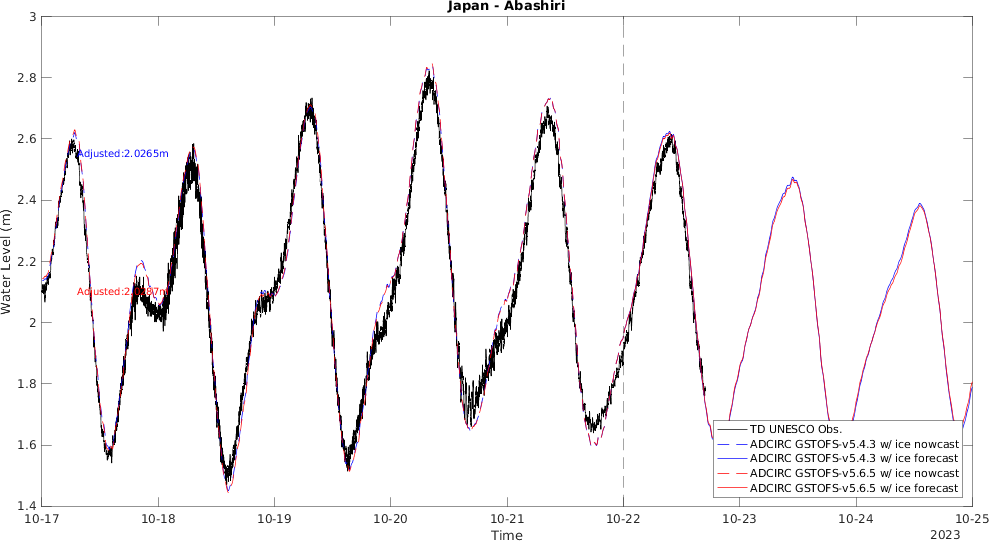 Japan - Abashiri
Water Level (m)
3
2.8
2.6
2.4
2.2
2
1.8
1.6
1.4
Adjusted:2.0265m
TD UNESCO Obs.
ADCIRC GSTOFS-v5.4.3 w/ ice nowcast
ADCIRC GSTOFS-v5.4.3 w/ ice forecast
ADCIRC GSTOFS-v5.6.5 w/ ice nowcast
ADCIRC GSTOFS-v5.6.5 w/ ice forecast
10-17 10-18 10-19 10-20 10-21 10-22 10-23 10-24 10-25
Time
2023